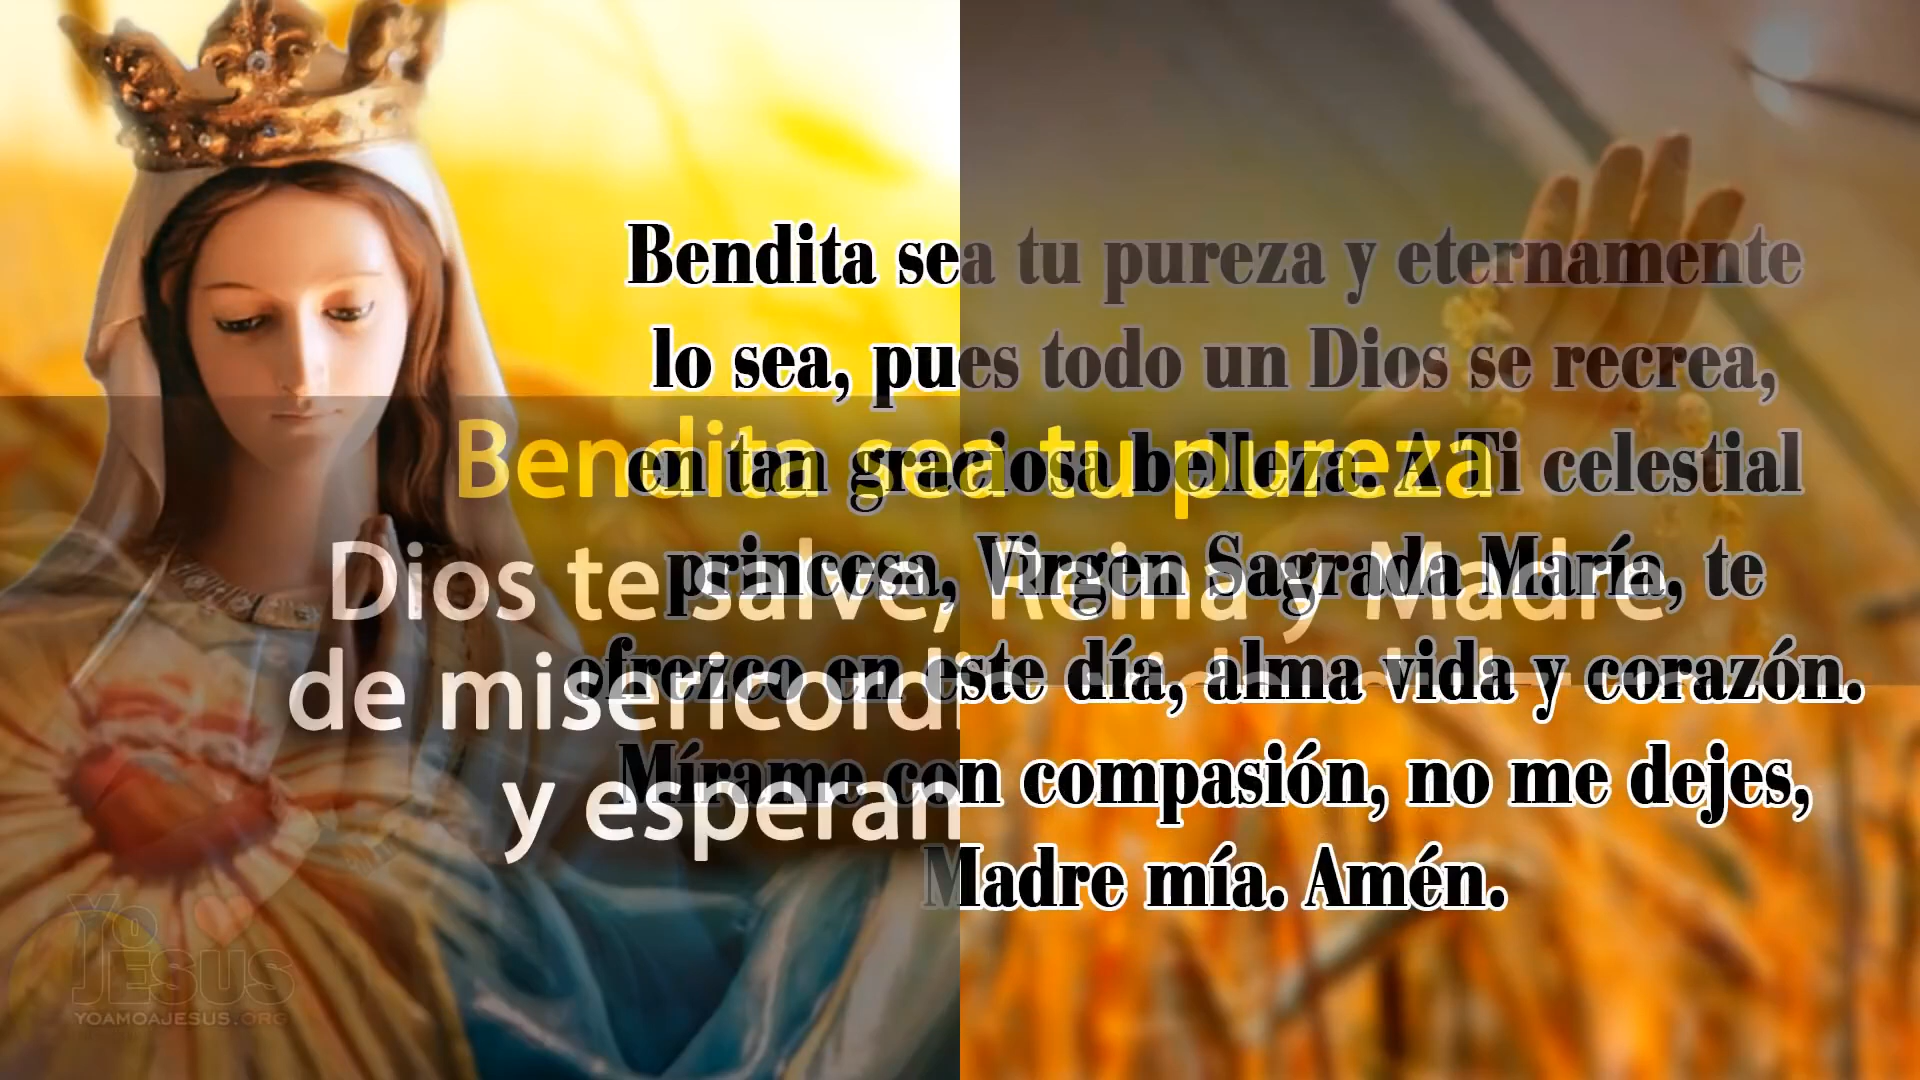 Bendita sea tu pureza y eternamente
lo sea, pues todo un Dios se recrea,
en tan graciosa belleza. A Ti celestial
princesa, Virgen Sagrada María, te
ofrezco en este día, alma vida y corazón.
Mírame con compasión, no me dejes,
Madre mía. Amén.
Bendita sea tu pureza
Dios te salve, Reina y Madre
de misericordi
y esperan
YO
JESUS
YOAMOAJESUS.ORG